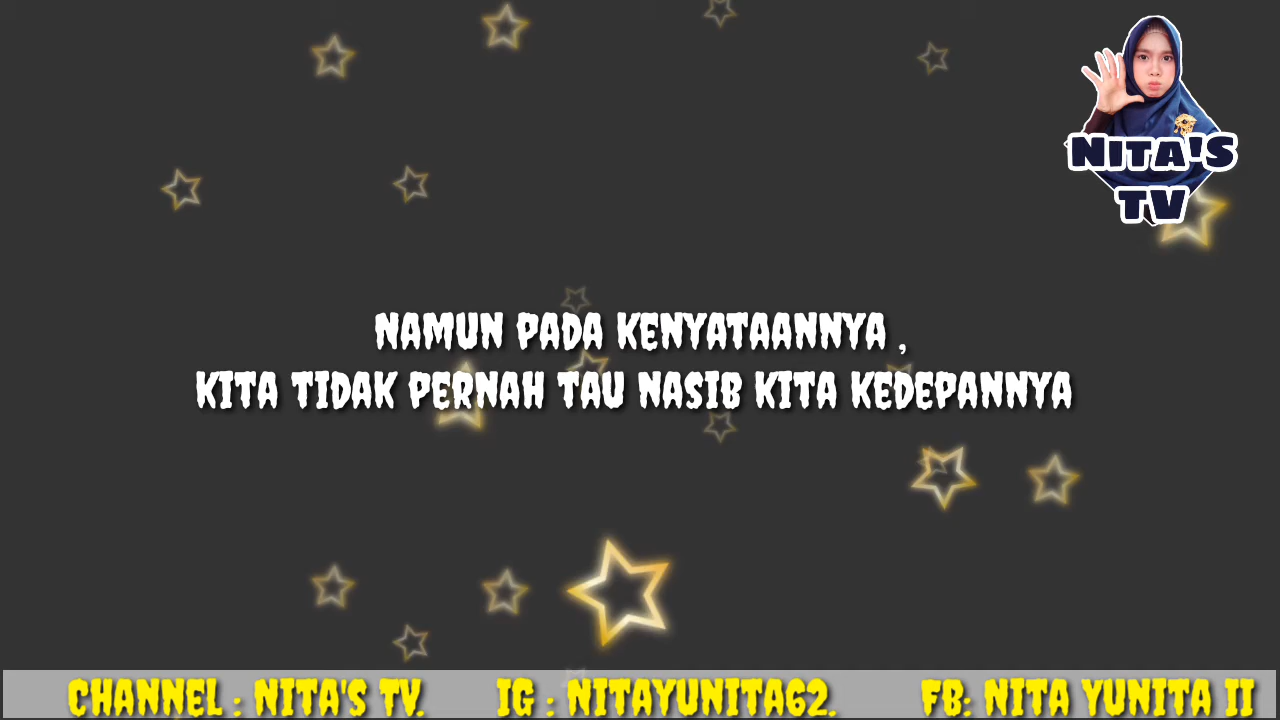 NITA'S
TV
NAMUN PADA KENYATAANNYA ,
KITA TIDAK PERNAH TAU NASIB KITA KEDEPANNYA
CHANNEL : NITA'S TV. IG : NITAYUNITA62. FB: NITA YUNITA II